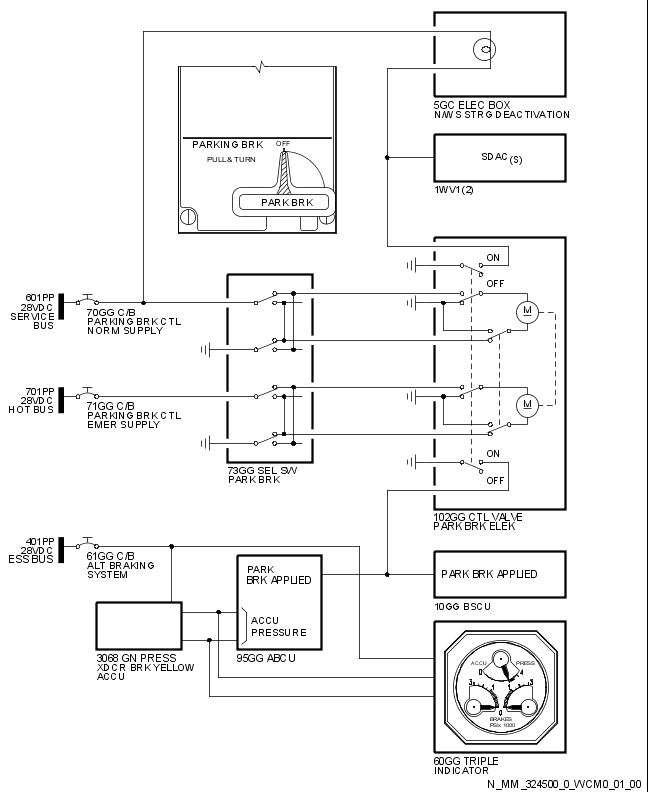 5GC ELEC BOX
N/WS STRG DEACTIVATION
PARKING BRK
OFF
PULL & TURN
PARK BRK
SDAC (S)
1WV1 (2)
ON
OFF
601PP
28VDC
SERVICE
BUS
70GG C/B
PARKING BRK CTL
NORM SUPPLY
M
701PP
28VDC
HOT BUS
71GG C/B
PARKING BRK CTL
EMER SUPPLY
M
73GG SEL SW
PARK BRK
ON
OFF
102GG CTL VALVE
PARK BRK ELEK
401PP
28VDC
ESS BUS
61GG C/B
ALT BRAKING
SYSTEM
PARK
BRK APPLIED
ACCU
PRESSURE
95GG ABCU
PARK BRK APPLIED
10GG BSCU
3068 GN PRESS
XDCR BRK YELLOW
ACCU
ACCU PRESS
0 4
3 1 1 3
0
BRAKES
PSI x 1000
60GG TRIPLE
INDICATOR
N_MM_324500_0_WCM0_01_00